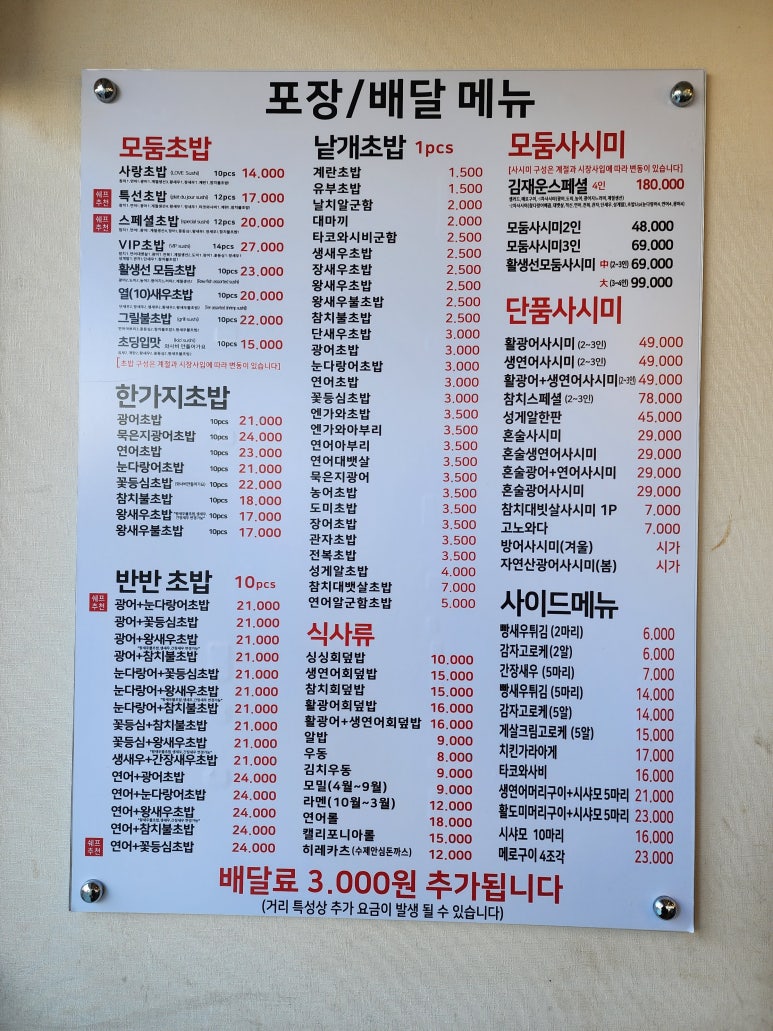 포장/배달 메뉴
모둠초밥
사랑초밥 (LOVE Sushi) 10pcs 14.000
쉐프추천 특선초밥 12pcs 17.000
쉐프추천 스페셜초밥 (special sushi) 12pcs 20.000
VIP초밥 (VIP sushi) 14pcs 27.000
활생선 모둠초밥 10pcs 23.000
(Raw fish assorted sushi)
열(10)새우초밥 10pcs 20.000
그릴불초밥 (grill sushi) 10pcs 22.000
초딩입맛 (kid sushi) 와사비 안들어가요 10pcs 15.000
[초밥 구성은 계절과 시장사입에 따라 변동이 있습니다]
한가지초밥
광어초밥 10pcs 21.000
묵은지광어초밥 10pcs 24.000
연어초밥 10pcs 23.000
눈다랑어초밥 10pcs 21.000
꽃등심초밥 10pcs 22.000
참치불초밥 10pcs 18.000
왕새우초밥 10pcs 17.000
왕새우불초밥 10pcs 17.000
반반 초밥 10pcs
쉐프추천 광어+눈다랑어초밥 21.000
광어+꽃등심초밥 21.000
광어+왕새우초밥 21.000
광어+참치불초밥 21.000
눈다랑어+꽃등심초밥 21.000
눈다랑어+왕새우초밥 21.000
눈다랑어+참치불초밥 21.000
꽃등심+참치불초밥 21.000
꽃등심+왕새우초밥 21.000
생새우+간장새우초밥 21.000
연어+광어초밥 24.000
연어+눈다랑어초밥 24.000
연어+왕새우초밥 24.000
연어+참치불초밥 24.000
쉐프추천 연어+꽃등심초밥 24.000
낱개초밥 1pcs
계란초밥 1.500
유부초밥 1.500
날치알군함 2.000
대마끼 2.000
타코와사비군함 2.500
생새우초밥 2.500
장새우초밥 2.500
왕새우초밥 2.500
왕새우불초밥 2.500
참치불초밥 2.500
단새우초밥 3.000
광어초밥 3.000
눈다랑어초밥 3.000
연어초밥 3.000
꽃등심초밥 3.000
엔가와초밥 3.500
엔가와아부리 3.500
연어아부리 3.500
연어대뱃살 3.500
묵은지광어 3.500
농어초밥 3.500
도미초밥 3.500
장어초밥 3.500
관자초밥 3.500
전복초밥 3.500
성게알초밥 4.000
참치대뱃살초밥 7.000
연어알군함초밥 5.000
식사류
싱싱회덮밥 10.000
생연어회덮밥 15.000
참치회덮밥 15.000
활광어회덮밥 16.000
활광어+생연어회덮밥 16.000
알밥 9.000
우동 8.000
김치우동 9.000
모밀(4월~9월) 9.000
라멘(10월~3월) 12.000
연어롤 18.000
캘리포니아롤 15.000
히레카츠(수제안심돈까스) 12.000
모둠사시미
[사시미 구성은 계절과 시장사입에 따라 변동이 있습니다]
김재운스페셜 4인 180.000
모둠사시미2인 48.000
모둠사시미3인 69.000
활생선모둠사시미 中(2~3인) 69.000
大(3~4인) 99.000
단품사시미
활광어사시미 (2~3인) 49.000
생연어사시미 (2~3인) 49.000
활광어+생연어사시미(2~3인) 49.000
참치스페셜 (2~3인) 78.000
성게알한판 45.000
혼술사시미 29.000
혼술생연어사시미 29.000
혼술광어+연어사시미 29.000
혼술광어사시미 29.000
참치대빗살사시미 1P 7.000
고노와다 7.000
방어사시미(겨울) 시가
자연산광어사시미(봄) 시가
사이드메뉴
빵새우튀김 (2마리) 6.000
감자고로케 (2알) 6.000
간장새우 (5마리) 7.000
빵새우튀김 (5마리) 14.000
감자고로케 (5알) 14.000
게살크림고로케 (5알) 15.000
치킨가라아게 17.000
타코와사비 16.000
생연어머리구이+시샤모 5마리 21.000
활도미머리구이+시샤모 5마리 23.000
시샤모 10마리 16.000
메로구이 4조각 23.000
배달료 3.000원 추가됩니다
(거리 특성상 추가 요금이 발생 될 수 있습니다)